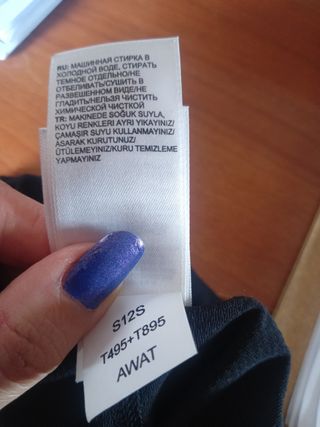 RU: МАШИННАЯ СТИРКА В
ХОЛОДНОЙ ВОДЕ, СТИРАТЬ
ТЕМНОЕ ОТДЕЛЬНО/НЕ
ОТБЕЛИВАТЬ/СУШИТЬ В
РАЗВЕШЕННОМ ВИДЕ/НЕ
ГЛАДИТЬ/НЕЛЬЗЯ ЧИСТИТЬ
ХИМИЧЕСКОЙ ЧИСТКОЙ
TR: MAKINEDE SOĞUK SUYLA,
KOYU RENKLERI AYRI YIKAYINIZ/
ÇAMAŞIR SUYU KULLANMAYINIZ/
ASARAK KURUTUNUZ/
ÜTÜLEMEYINIZ/KURU TEMIZLEME
YAPMAYINIZ
S12S
T495+T895
AWAT